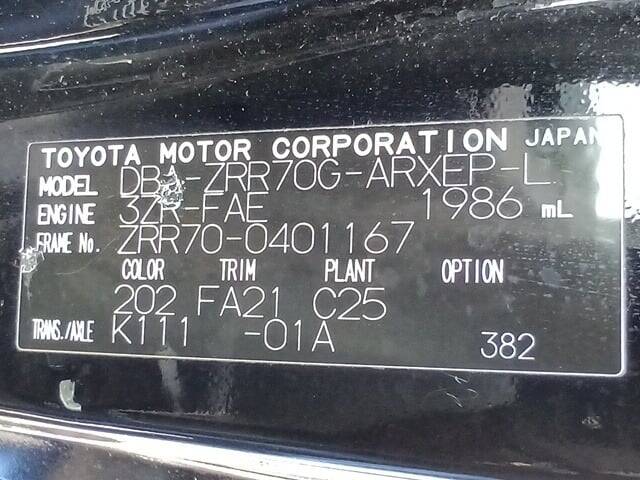 TOYOTA MOTOR CORPORATION JAPAN
MODEL DBA-ZRR70G-ARXEP-L
ENGINE 3ZR-FAE 1986 mL
FRAME No. ZRR70-0401167
COLOR TRIM PLANT OPTION
202 FA21 C25
TRANS./AXLE K111 -01A 382